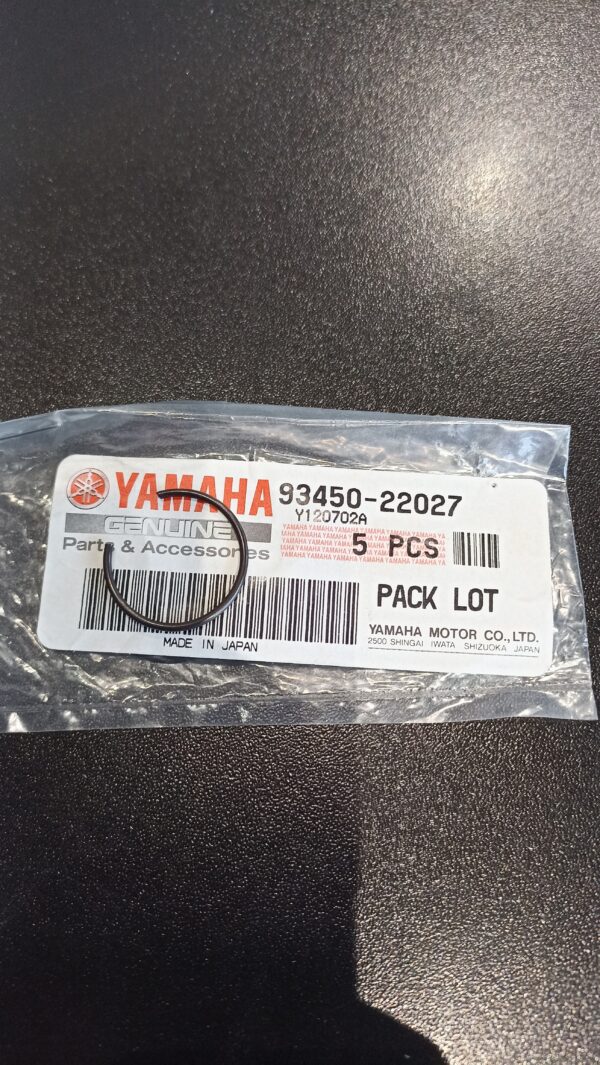 YAMAHA 93450-22027
Y120702A
GENUINE
Parts & Accessories
5 PCS
PACK LOT
YAMAHA MOTOR CO., LTD.
2500 SHINGAI IWATA SHIZUOKA JAPAN
MADE IN JAPAN